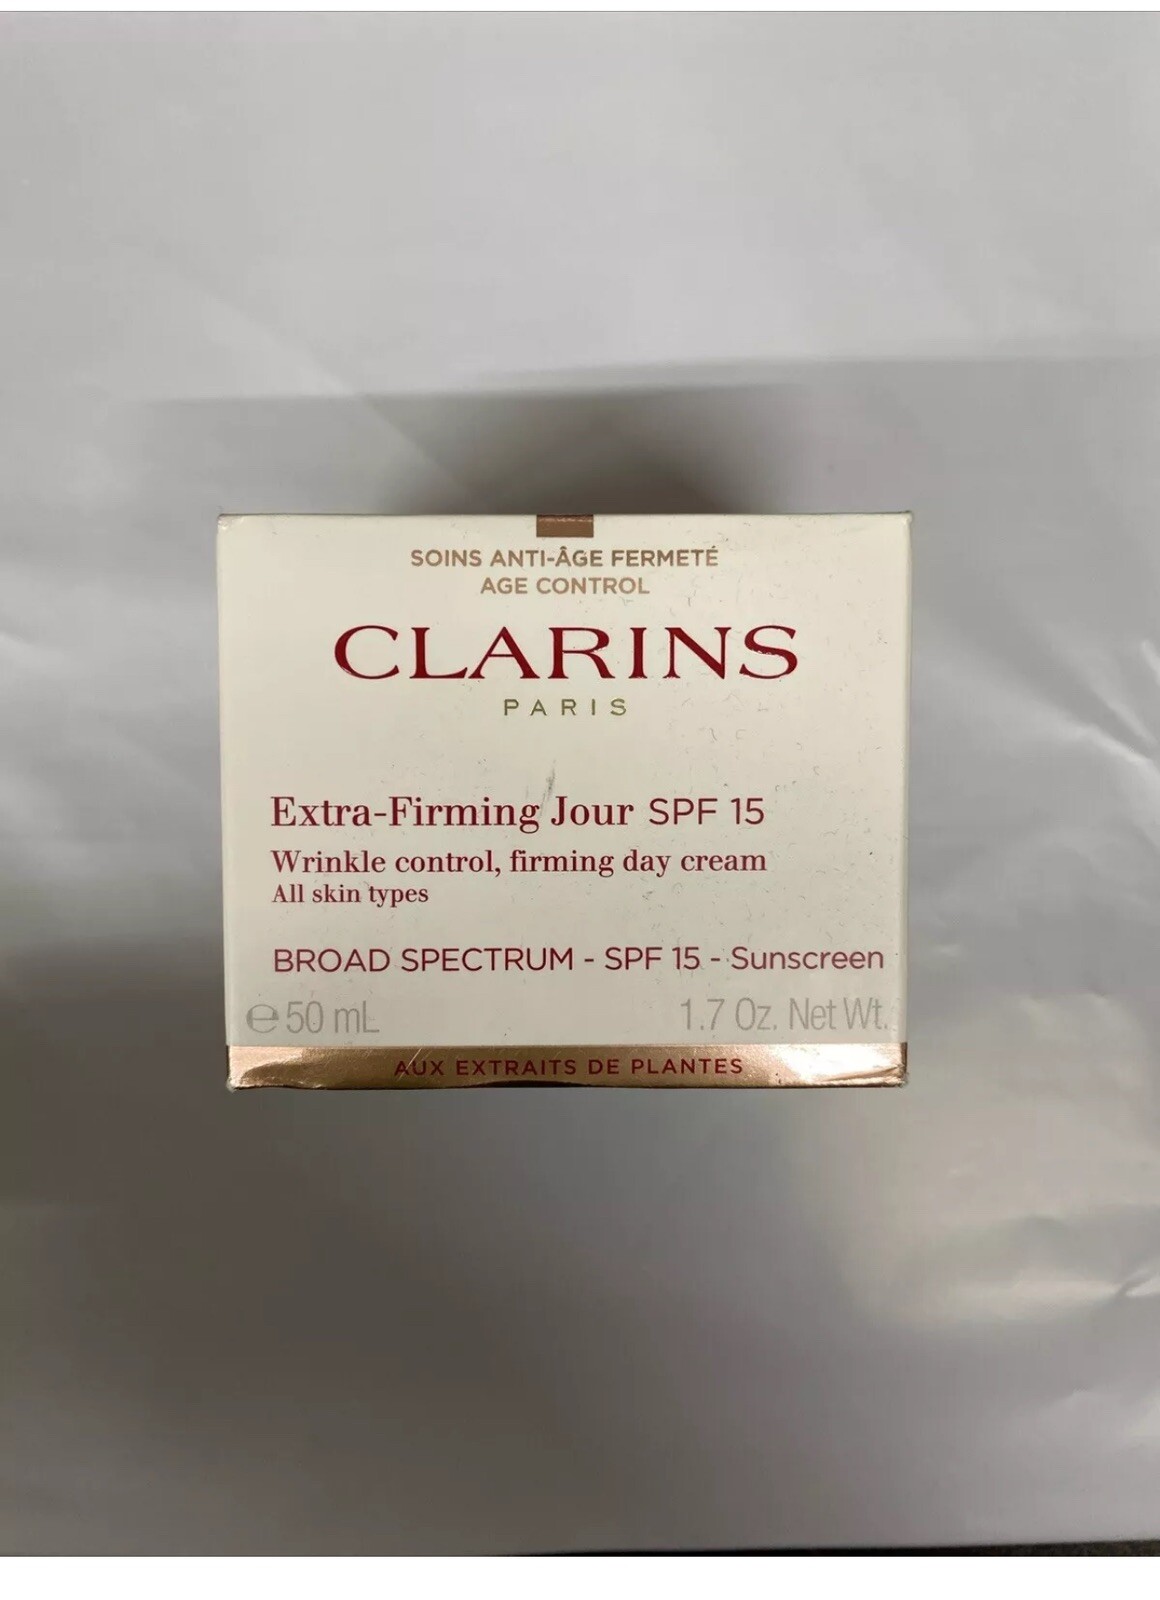 SOINS ANTI-ÂGE FERMETÉ
AGE CONTROL
CLARINS
PARIS
Extra-Firming Jour SPF 15
Wrinkle control, firming day cream
All skin types
BROAD SPECTRUM - SPF 15 - Sunscreen
℮ 50 mL 1.7 Oz. Net Wt.
AUX EXTRAITS DE PLANTES